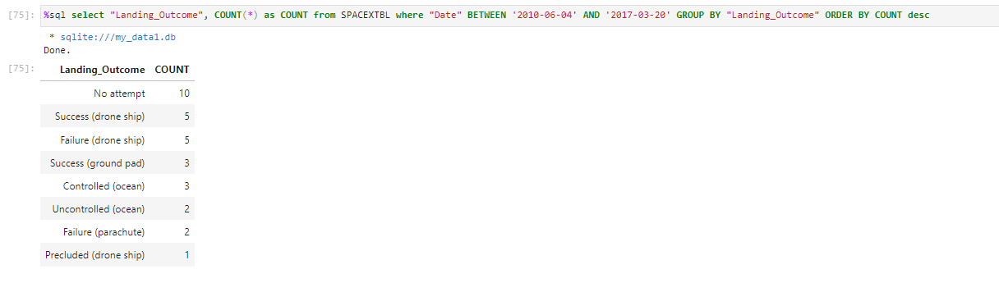 [75]: %sql select "Landing_Outcome", COUNT(*) as COUNT from SPACEXTBL where "Date" BETWEEN '2010-06-04' AND '2017-03-20' GROUP BY "Landing_Outcome" ORDER BY COUNT desc
* sqlite:///my_data1.db
Done.
[75]: Landing_Outcome COUNT
No attempt 10
Success (drone ship) 5
Failure (drone ship) 5
Success (ground pad) 3
Controlled (ocean) 3
Uncontrolled (ocean) 2
Failure (parachute) 2
Precluded (drone ship) 1